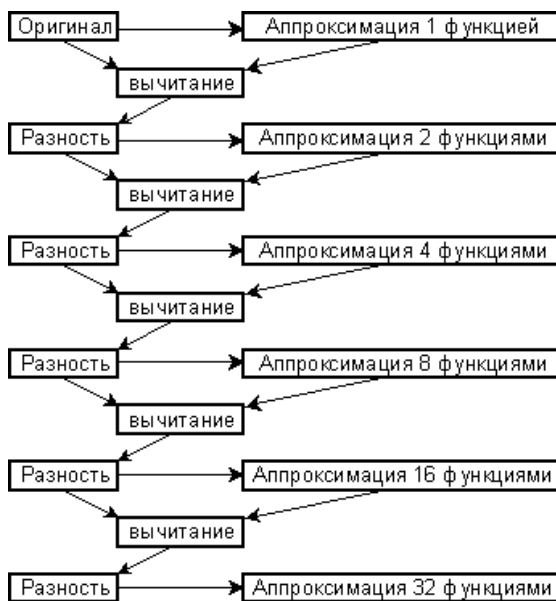 Оригинал
Аппроксимация 1 функцией
вычитание
Разность
Аппроксимация 2 функциями
вычитание
Разность
Аппроксимация 4 функциями
вычитание
Разность
Аппроксимация 8 функциями
вычитание
Разность
Аппроксимация 16 функциями
вычитание
Разность
Аппроксимация 32 функциями